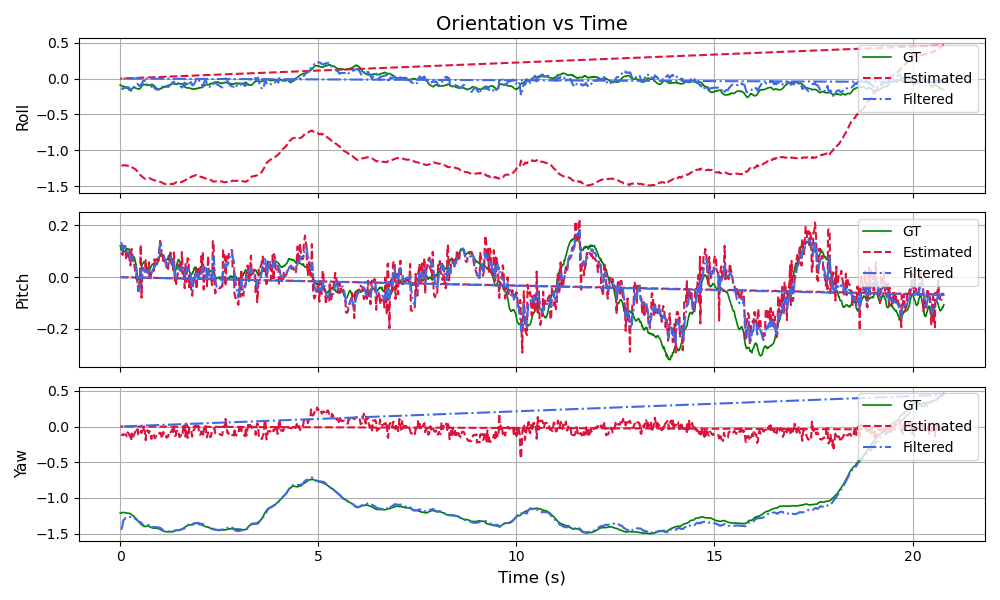 Orientation vs Time
0.5
0.0
−0.5
−1.0
−1.5
Roll
GT
Estimated
Filtered
0.2
0.0
−0.2
Pitch
GT
Estimated
Filtered
0.5
0.0
−0.5
−1.0
−1.5
Yaw
GT
Estimated
Filtered
0 5 10 15 20
Time (s)